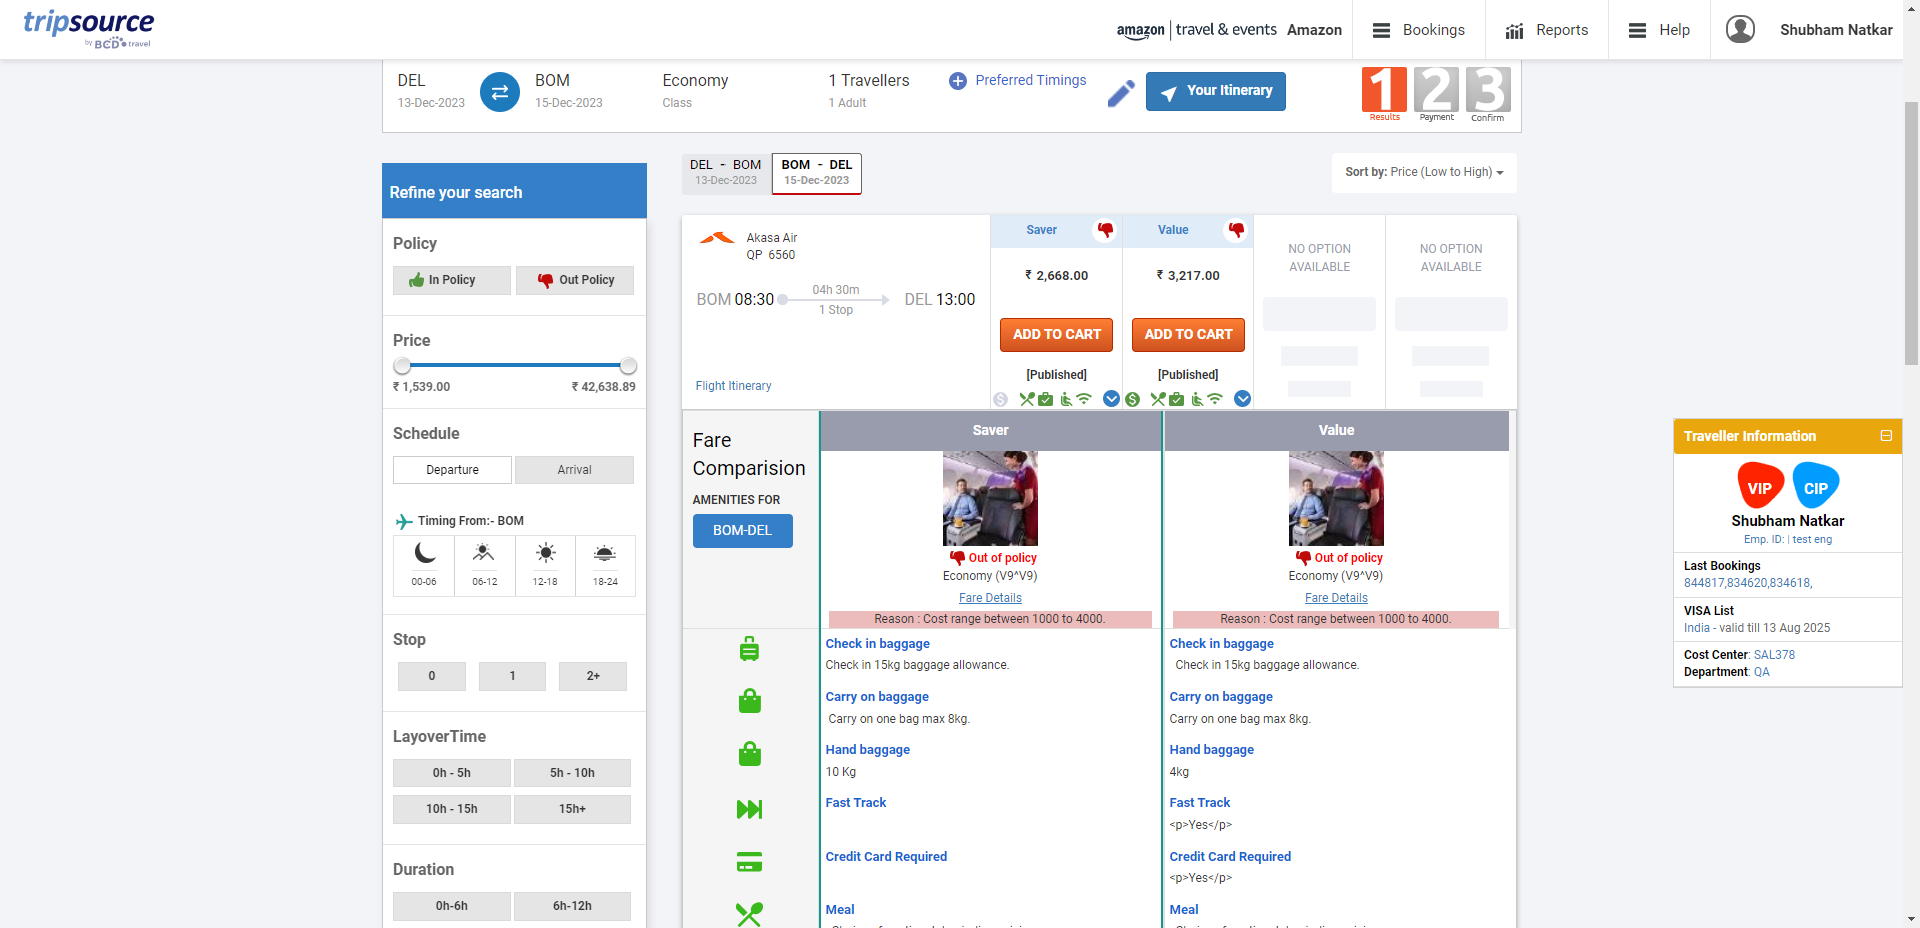 tripsource
by BCD travel
amazon | travel & events Amazon
Bookings
Reports
Help
Shubham Natkar
DEL
13-Dec-2023
BOM
15-Dec-2023
Economy
Class
1 Travellers
1 Adult
Preferred Timings
Your Itinerary
1 2 3
Results Payment Confirm
Refine your search
Policy
In Policy
Out Policy
Price
₹ 1,539.00
₹ 42,638.89
Schedule
Departure
Arrival
Timing From:- BOM
00-06
06-12
12-18
18-24
Stop
0
1
2+
LayoverTime
0h - 5h
5h - 10h
10h - 15h
15h+
Duration
0h-6h
6h-12h
DEL - BOM
13-Dec-2023
BOM - DEL
15-Dec-2023
Sort by: Price (Low to High)
Akasa Air
QP 6560
BOM 08:30
04h 30m
1 Stop
DEL 13:00
Flight Itinerary
Saver
₹ 2,668.00
ADD TO CART
[Published]
Value
₹ 3,217.00
ADD TO CART
[Published]
NO OPTION
AVAILABLE
NO OPTION
AVAILABLE
Fare
Comparision
AMENITIES FOR
BOM-DEL
Saver
Out of policy
Economy (V9^V9)
Fare Details
Reason : Cost range between 1000 to 4000.
Value
Out of policy
Economy (V9^V9)
Fare Details
Reason : Cost range between 1000 to 4000.
Check in baggage
Check in 15kg baggage allowance.
Check in baggage
Check in 15kg baggage allowance.
Carry on baggage
Carry on one bag max 8kg.
Carry on baggage
Carry on one bag max 8kg.
Hand baggage
10 Kg
Hand baggage
4kg
Fast Track
Fast Track
<p>Yes</p>
Credit Card Required
Credit Card Required
<p>Yes</p>
Meal
Meal
Traveller Information
VIP
CIP
Shubham Natkar
Emp. ID: | test eng
Last Bookings
844817,834620,834618,
VISA List
India - valid till 13 Aug 2025
Cost Center: SAL378
Department: QA